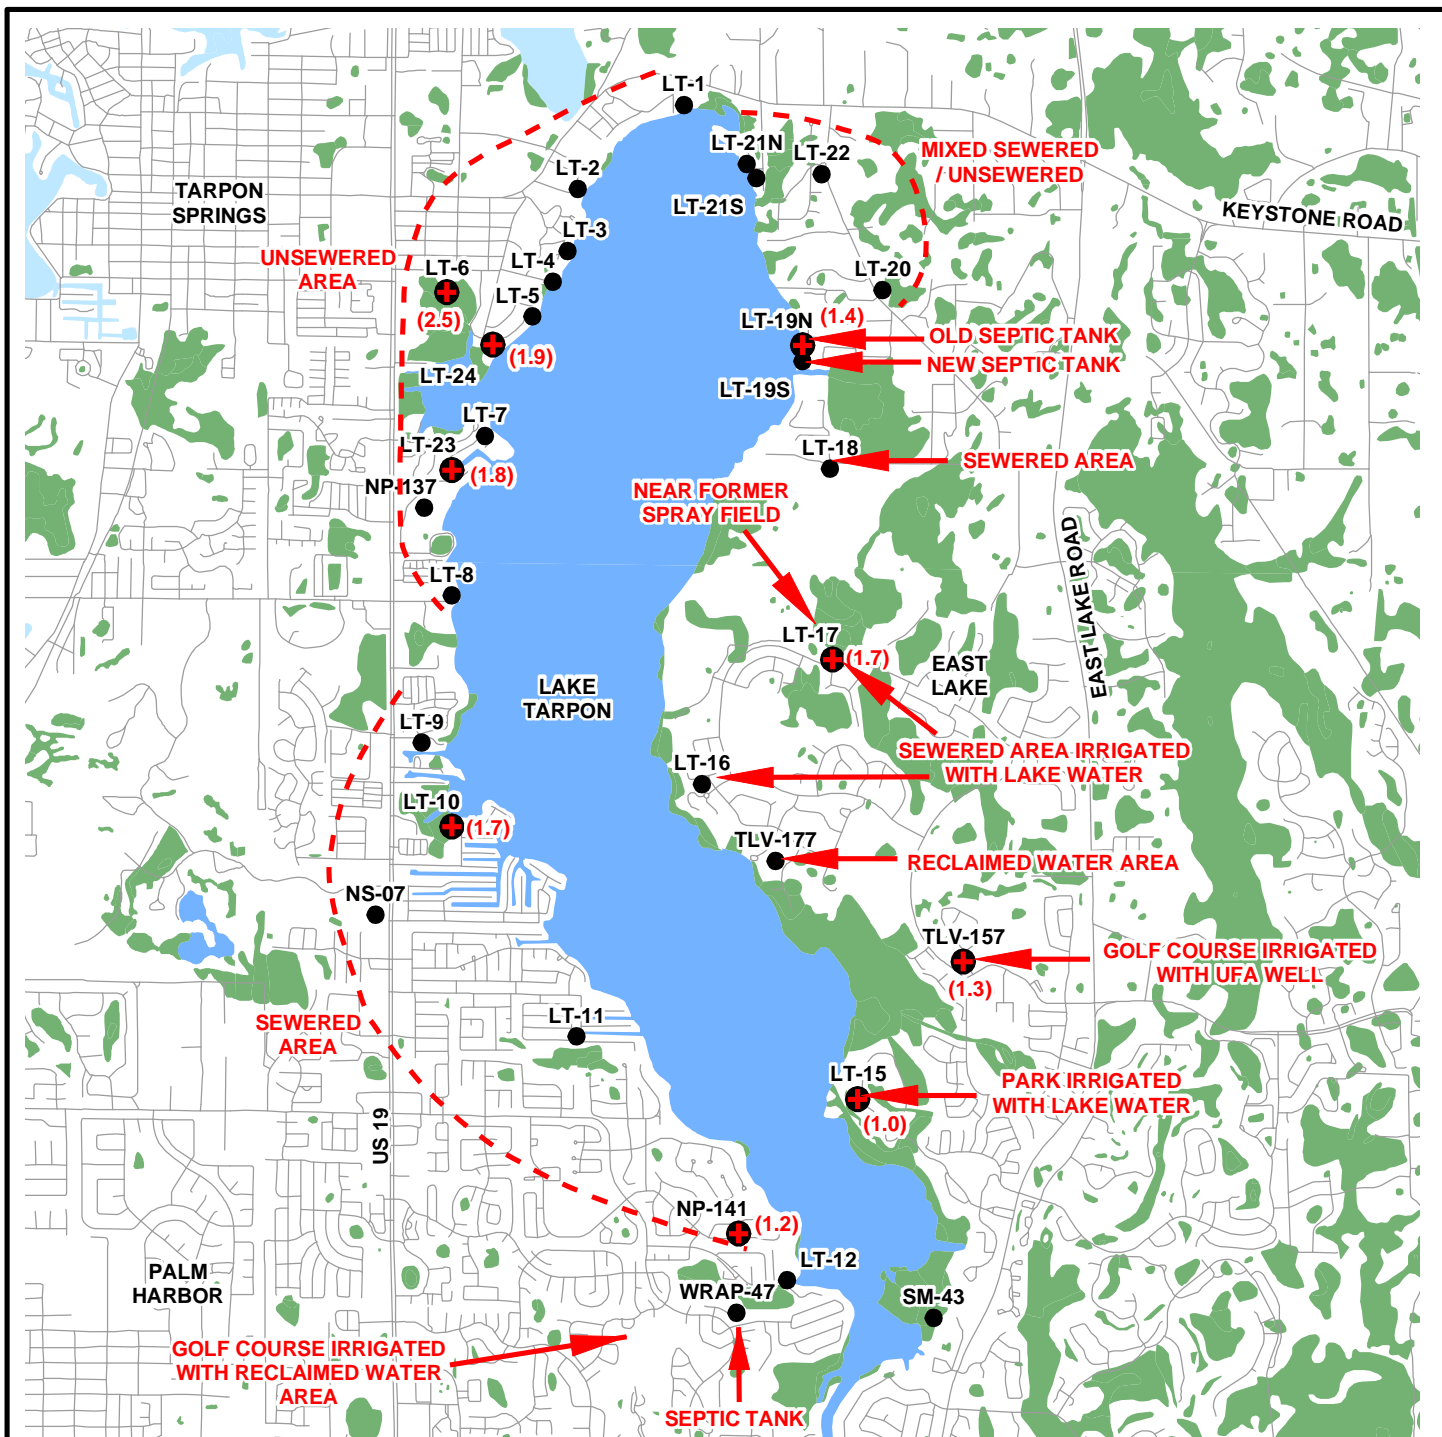 LT-1
LT-21N
LT-22
MIXED SEWERED
/ UNSEWERED
LT-2
TARPON
SPRINGS
LT-21S
KEYSTONE ROAD
LT-3
UNSEWERED
AREA
LT-6
LT-4
LT-20
LT-5
(2.5)
LT-19N
(1.4)
OLD SEPTIC TANK
(1.9)
NEW SEPTIC TANK
LT-24
LT-19S
LT-7
LT-23
LT-18
SEWERED AREA
(1.8)
NP-137
NEAR FORMER
SPRAY FIELD
EAST LAKE ROAD
LT-8
LT-17
(1.7)
EAST
LAKE
LAKE
TARPON
LT-9
SEWERED AREA IRRIGATED
WITH LAKE WATER
LT-16
LT-10
(1.7)
TLV-177
RECLAIMED WATER AREA
NS-07
TLV-157
GOLF COURSE IRRIGATED
WITH UFA WELL
(1.3)
SEWERED
AREA
LT-11
LT-15
PARK IRRIGATED
WITH LAKE WATER
(1.0)
US 19
NP-141
(1.2)
PALM
HARBOR
LT-12
WRAP-47
SM-43
GOLF COURSE IRRIGATED
WITH RECLAIMED WATER
AREA
SEPTIC TANK